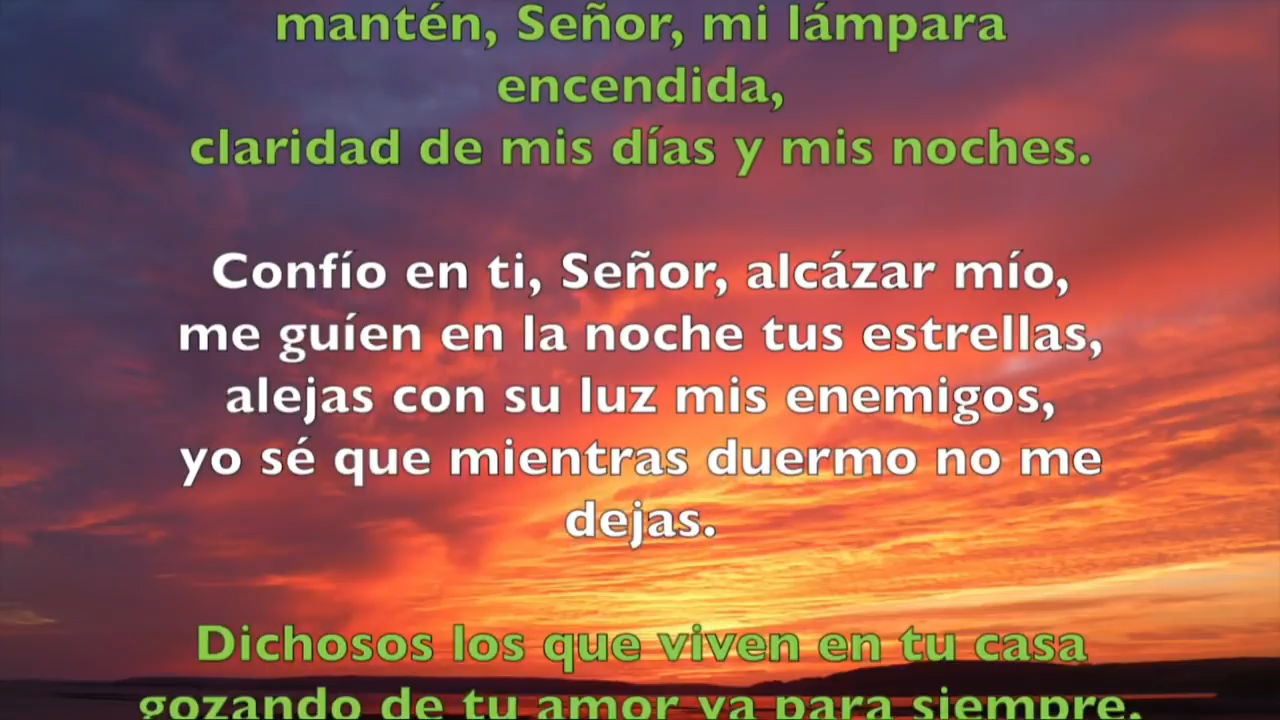 mantén, Señor, mi lámpara
encendida,
claridad de mis días y mis noches.
Confío en ti, Señor, alcázar mío,
me guíen en la noche tus estrellas,
alejas con su luz mis enemigos,
yo sé que mientras duermo no me
dejas.
Dichosos los que viven en tu casa
gozando de tu amor ya para siempre,